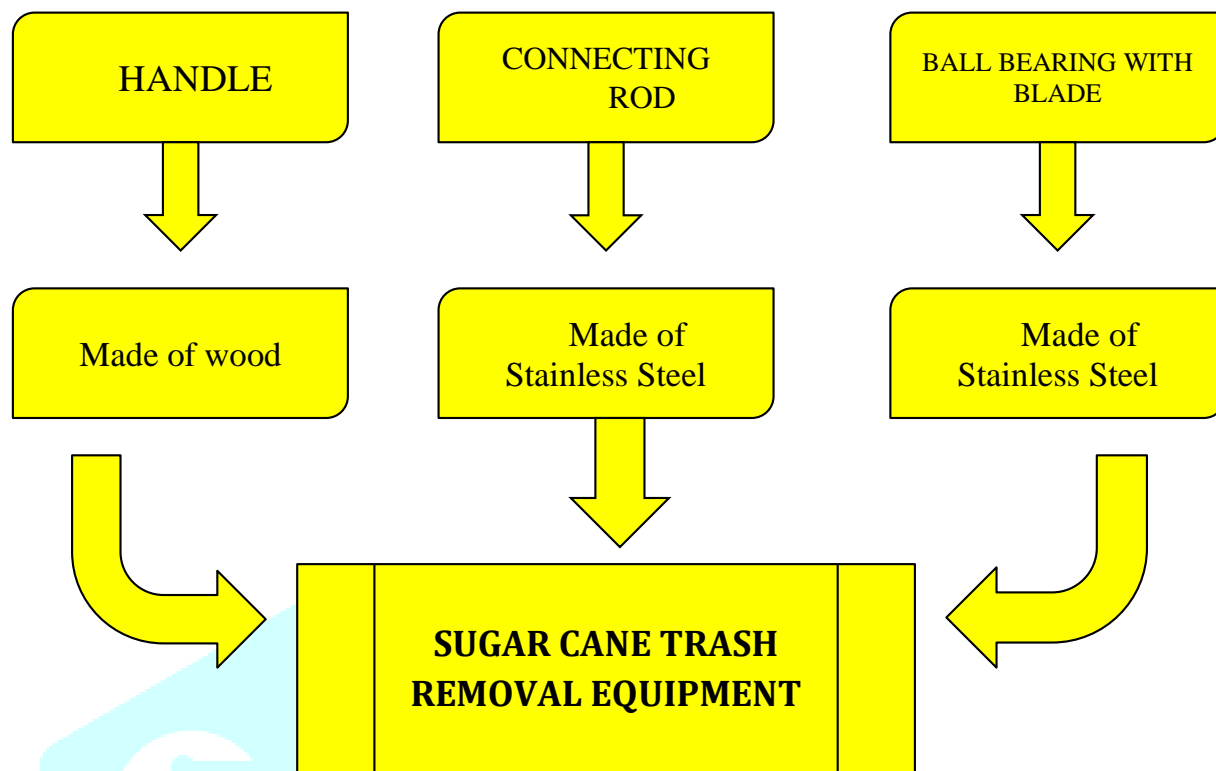 HANDLE
CONNECTING
ROD
BALL BEARING WITH
BLADE
Made of wood
Made of
Stainless Steel
Made of
Stainless Steel
SUGAR CANE TRASH
REMOVAL EQUIPMENT